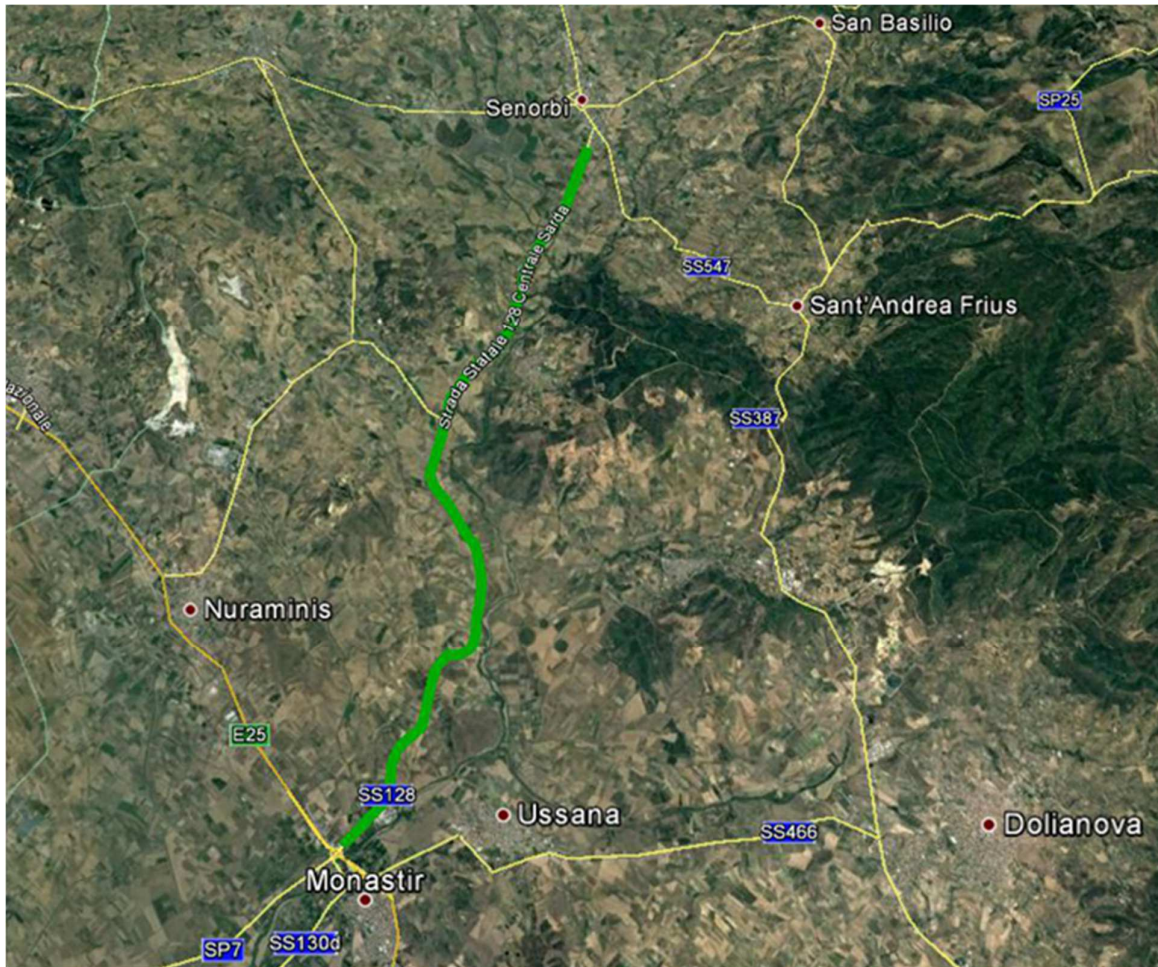 San Basilio
Senorbi
SP25
Strada Statale 128 Centrale Sarda
SS547
Sant'Andrea Frius
azionale
SS387
Nuraminis
E25
SS128
Ussana
SS466
Dolianova
Monastir
SP7
SS130d